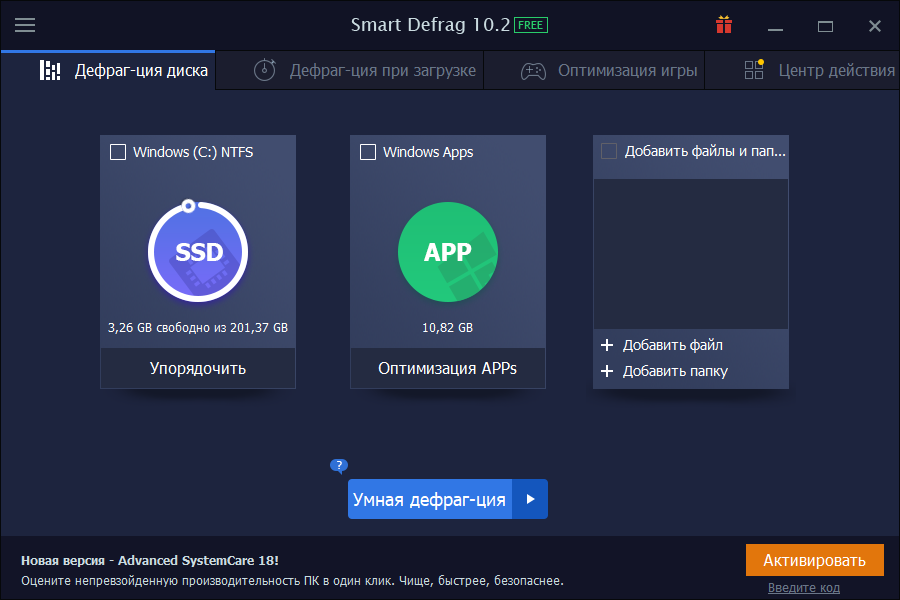 Smart Defrag 10.2 FREE
Дефраг-ция диска
Дефраг-ция при загрузке
Оптимизация игры
Центр действия
Windows (C:) NTFS
SSD
3,26 GB свободно из 201,37 GB
Упорядочить
Windows Apps
APP
10,82 GB
Оптимизация APPs
Добавить файлы и пап...
+ Добавить файл
+ Добавить папку
?
Умная дефраг-ция
Новая версия - Advanced SystemCare 18!
Оцените непревзойденную производительность ПК в один клик. Чище, быстрее, безопаснее.
Активировать
Введите код